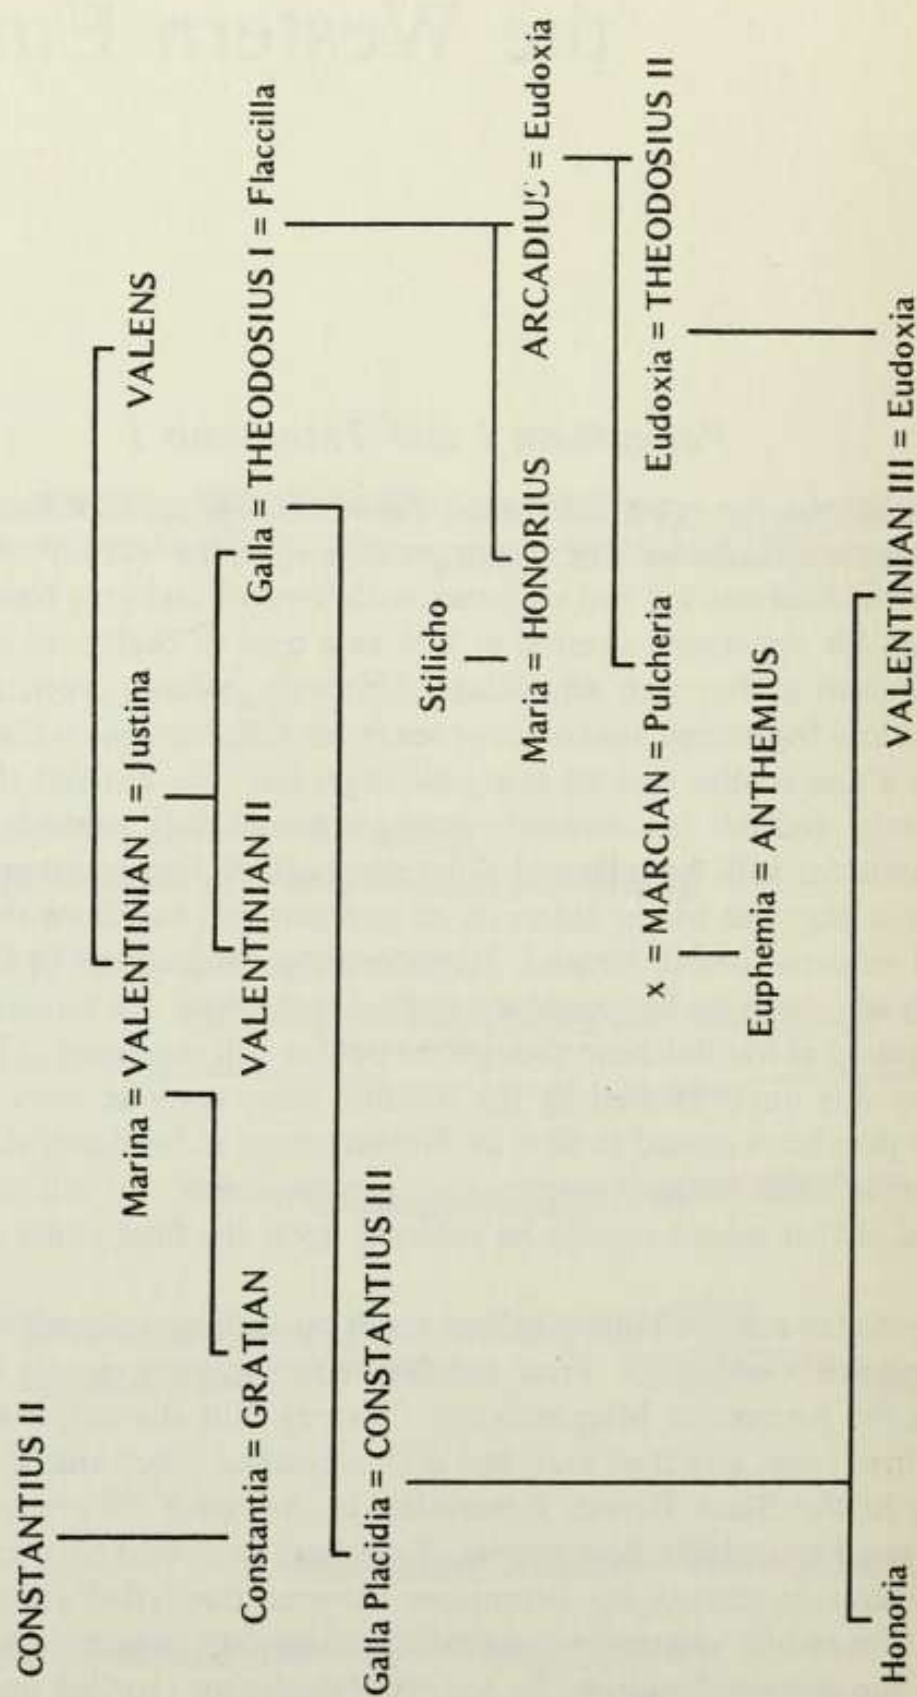 CONSTANTIUS II
Marina = VALENTINIAN I = Justina VALENS
Constantia = GRATIAN VALENTINIAN II Galla = THEODOSIUS I = Flaccilla
Galla Placidia = CONSTANTIUS III
Stilicho
Maria = HONORIUS ARCADIUS = Eudoxia
x = MARCIAN = Pulcheria Eudoxia = THEODOSIUS II
Euphemia = ANTHEMIUS
Honoria VALENTINIAN III = Eudoxia